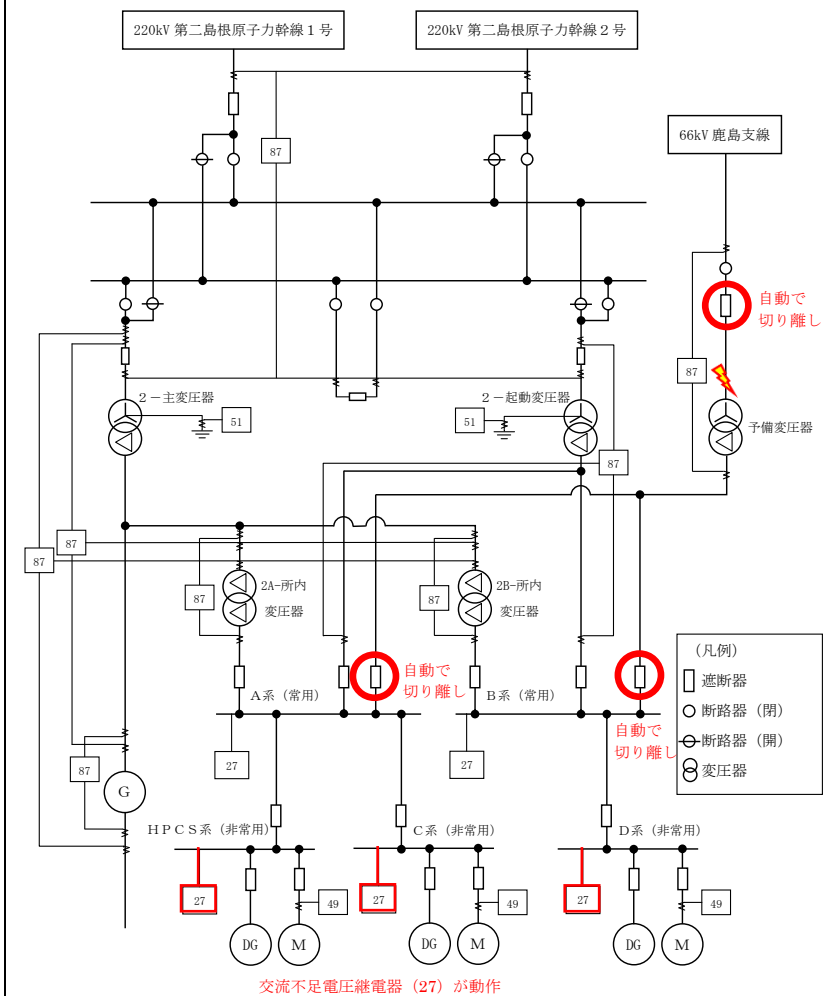 220kV 第二島根原子力幹線１号
220kV 第二島根原子力幹線２号
66kV 鹿島支線
87
自動で
切り離し
87
２－主変圧器
51
51
２－起動変圧器
予備変圧器
87
87
87
87
2A-所内
変圧器
87
2B-所内
変圧器
自動で
切り離し
Ａ系（常用）
Ｂ系（常用）
自動で
切り離し
（凡例）
遮断器
断路器（閉）
断路器（開）
変圧器
27
27
87
G
ＨＰＣＳ系（非常用）
Ｃ系（非常用）
Ｄ系（非常用）
27
49
27
49
27
49
DG
M
DG
M
DG
M
交流不足電圧継電器（27）が動作